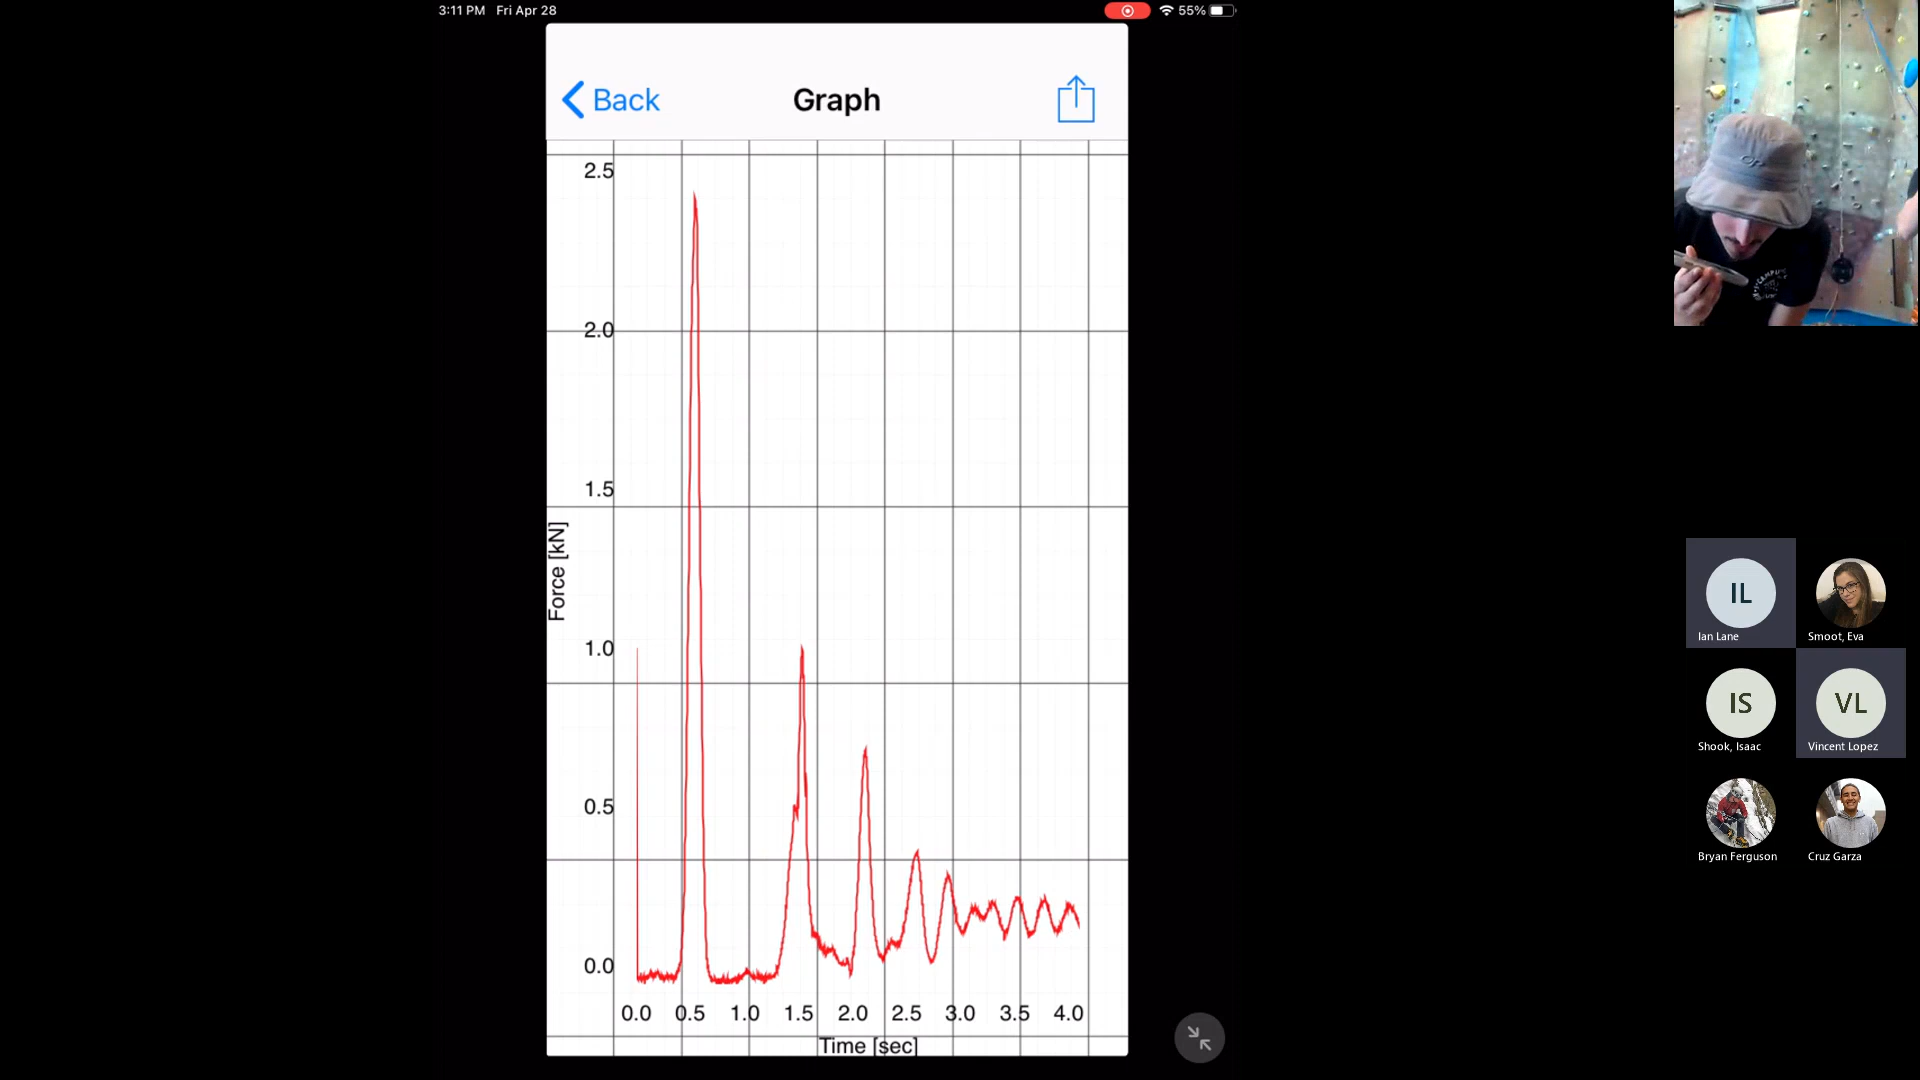 3:11 PM Fri Apr 28
55%
Back
Graph
2.5
2.0
1.5
Force [kN]
1.0
0.5
0.0
0.0 0.5 1.0 1.5 2.0 2.5 3.0 3.5 4.0
Time [sec]
IL
Ian Lane
Smoot, Eva
IS
Shook, Isaac
VL
Vincent Lopez
Bryan Ferguson
Cruz Garza